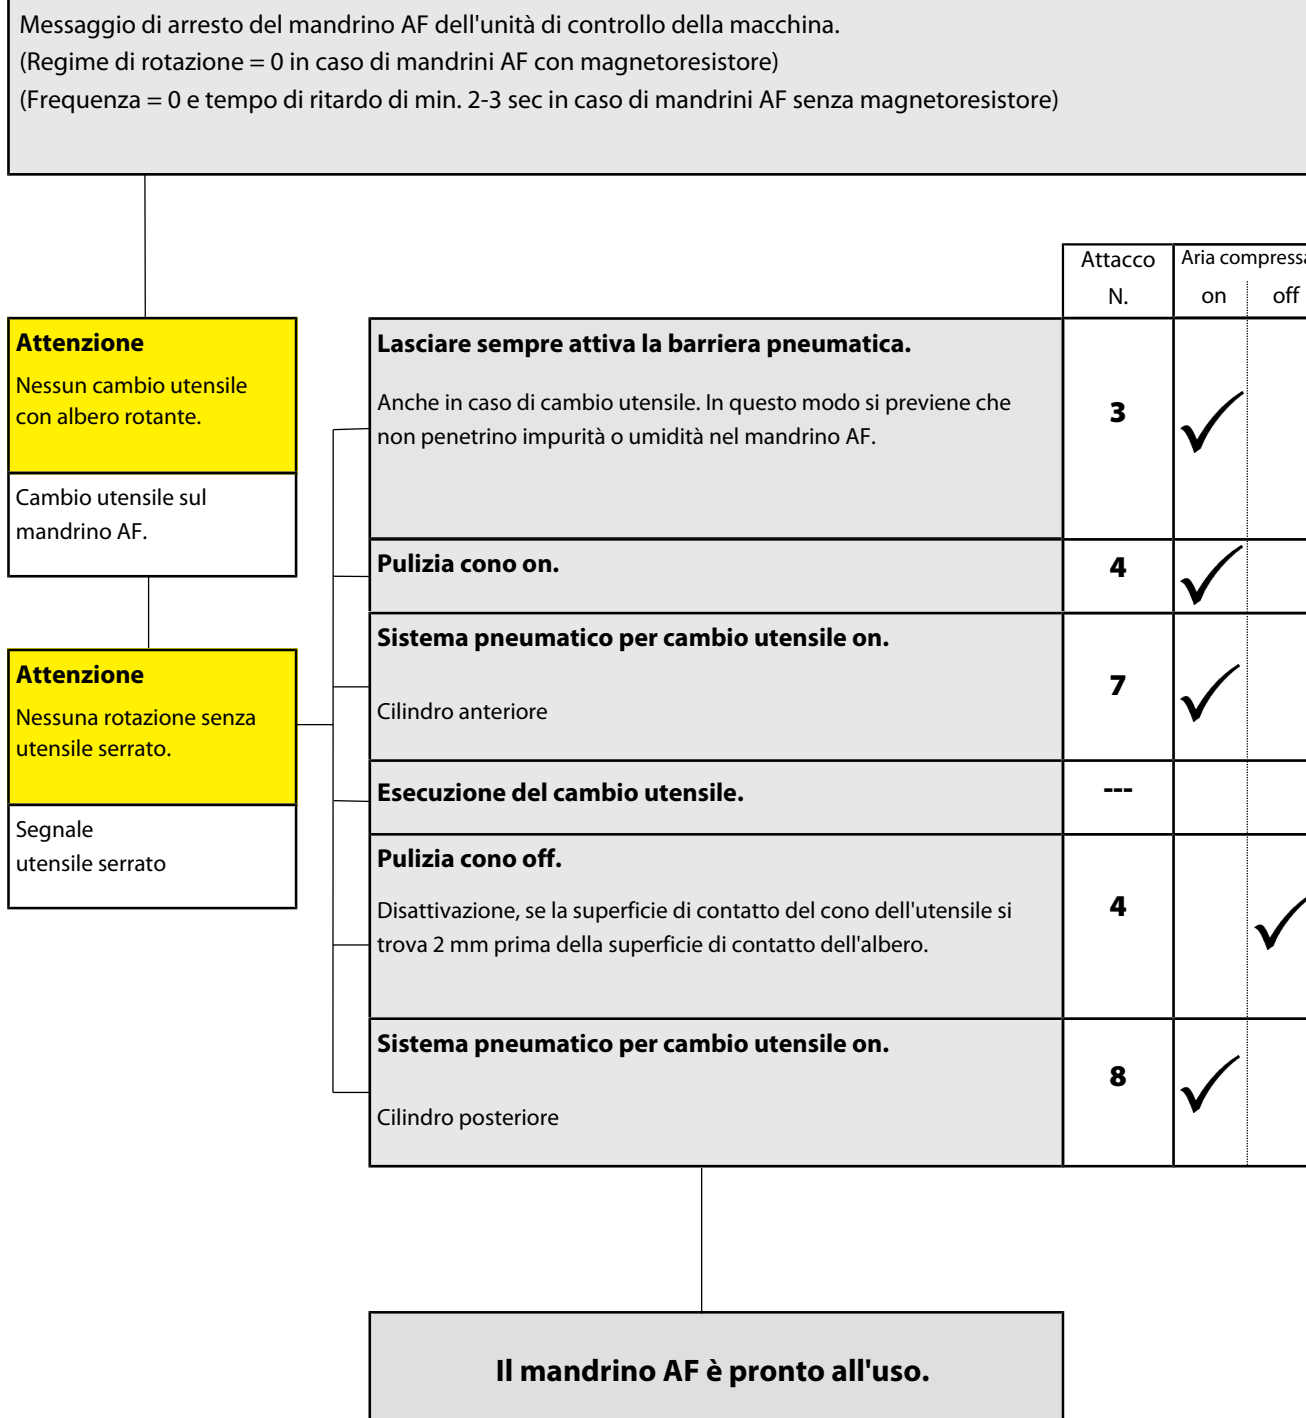 Messaggio di arresto del mandrino AF dell'unità di controllo della macchina.
(Regime di rotazione = 0 in caso di mandrini AF con magnetoresistore)
(Frequenza = 0 e tempo di ritardo di min. 2-3 sec in caso di mandrini AF senza magnetoresistore)
Attacco
N.
Aria compressa
on off
Attenzione
Nessun cambio utensile
con albero rotante.
Cambio utensile sul
mandrino AF.
Attenzione
Nessuna rotazione senza
utensile serrato.
Segnale
utensile serrato
Lasciare sempre attiva la barriera pneumatica.
Anche in caso di cambio utensile. In questo modo si previene che
non penetrino impurità o umidità nel mandrino AF.
3
Pulizia cono on.
4
Sistema pneumatico per cambio utensile on.
Cilindro anteriore
7
Esecuzione del cambio utensile.
---
Pulizia cono off.
Disattivazione, se la superficie di contatto del cono dell'utensile si
trova 2 mm prima della superficie di contatto dell'albero.
4
Sistema pneumatico per cambio utensile on.
Cilindro posteriore
8
Il mandrino AF è pronto all'uso.